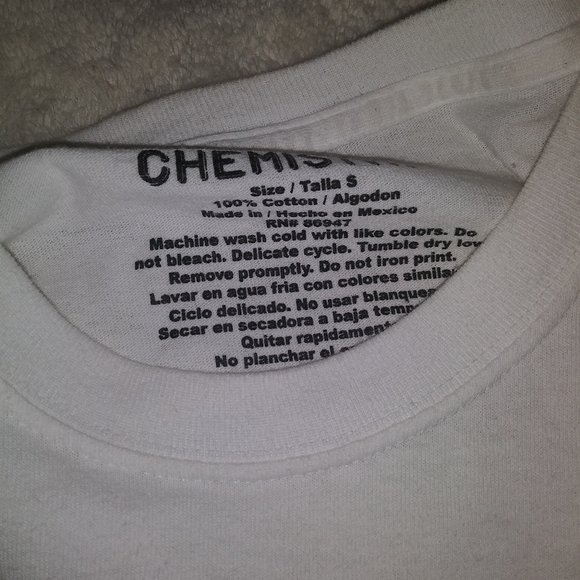 CHEMIS
Size / Talla S
100% Cotton / Algodon
Made in / Hecho en Mexico
RN# 86947
Machine wash cold with like colors. Do
not bleach. Delicate cycle. Tumble dry low
Remove promptly. Do not iron print.
Lavar en agua fria con colores simila
Ciclo delicado. No usar blanque
Secar en secadora a baja temp
Quitar rapidament
No planchar el